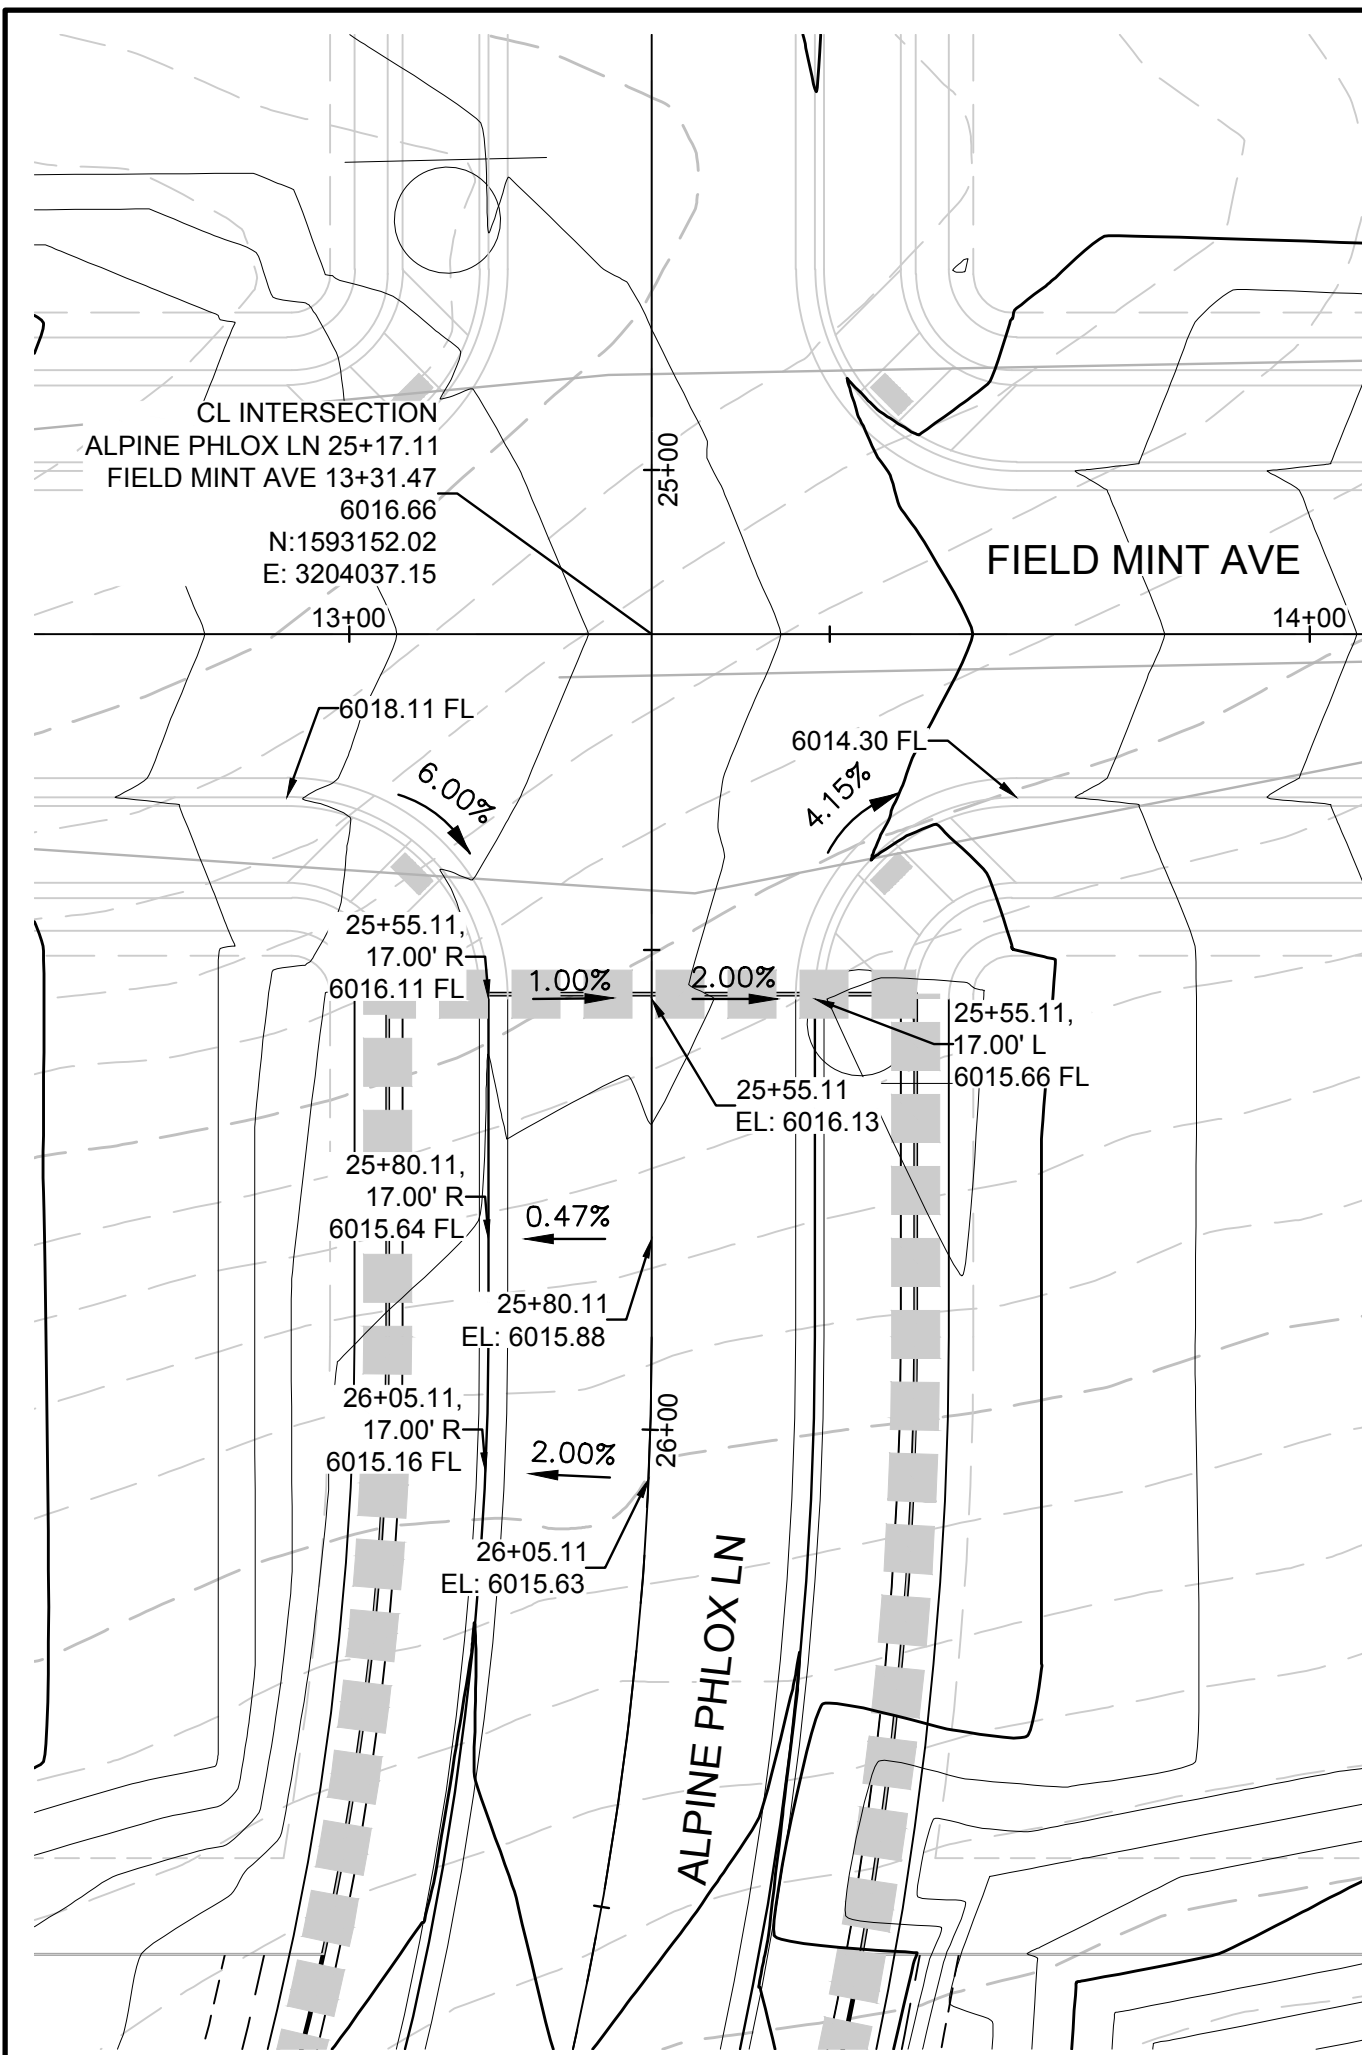 CL INTERSECTION
ALPINE PHLOX LN 25+17.11
FIELD MINT AVE 13+31.47
6016.66
N:1593152.02
E: 3204037.15
25+00
FIELD MINT AVE
13+00
14+00
6018.11 FL
6014.30 FL
6.00%
4.15%
25+55.11,
17.00' R
6016.11 FL
1.00%
2.00%
25+55.11,
17.00' L
6015.66 FL
25+55.11
EL: 6016.13
25+80.11,
17.00' R
6015.64 FL
0.47%
25+80.11
EL: 6015.88
26+05.11,
17.00' R
6015.16 FL
2.00%
26+00
26+05.11
EL: 6015.63
ALPINE PHLOX LN